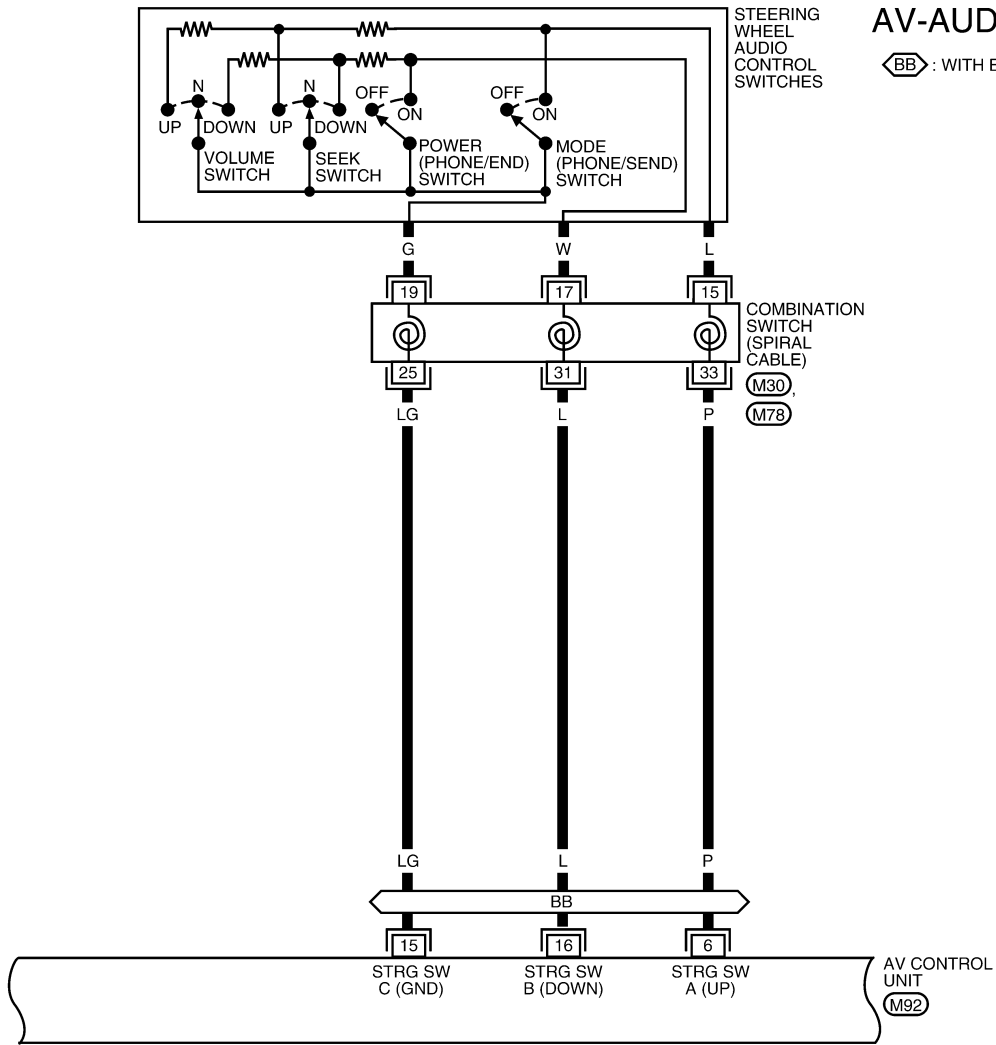 STEERING
WHEEL
AUDIO
CONTROL
SWITCHES
AV-AUD
BB : WITH B
N
N
OFF
ON
OFF
ON
UP DOWN
UP DOWN
VOLUME
SWITCH
SEEK
SWITCH
POWER
(PHONE/END)
SWITCH
MODE
(PHONE/SEND)
SWITCH
G W L
19 17 15
COMBINATION
SWITCH
(SPIRAL
CABLE)
M30,
M78
25 31 33
LG L P
LG L P
BB
15 16 6
STRG SW
C (GND)
STRG SW
B (DOWN)
STRG SW
A (UP)
AV CONTROL
UNIT
M92